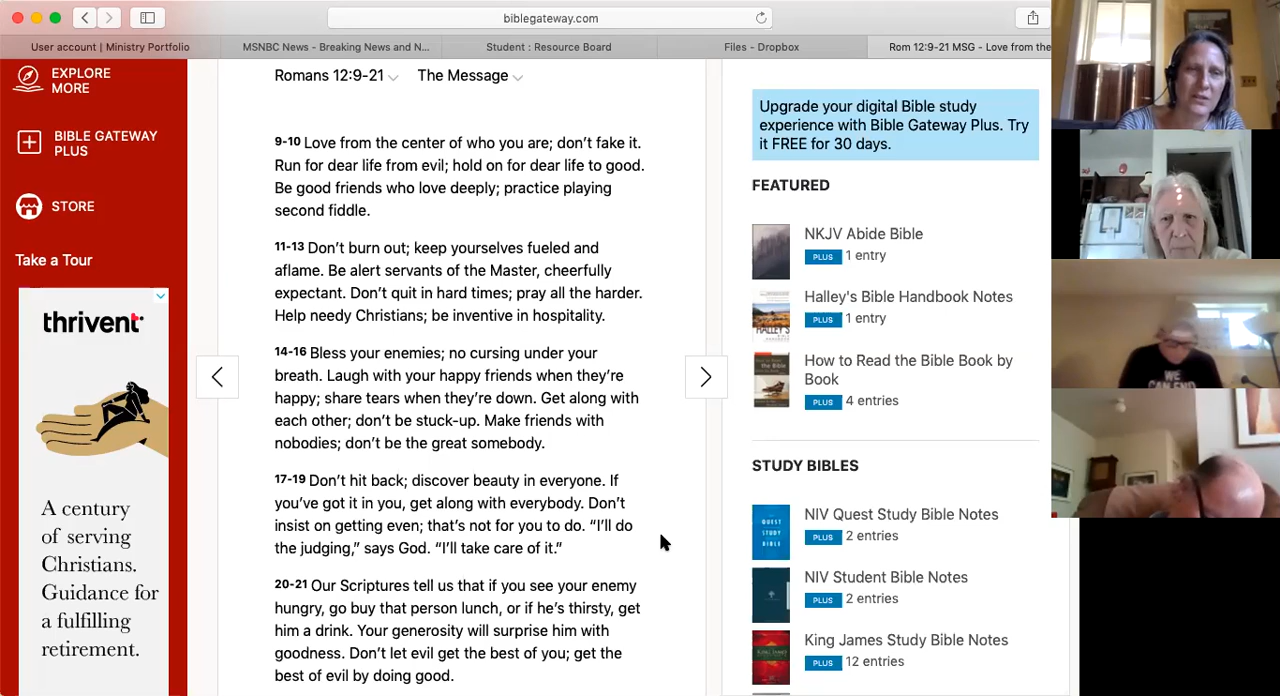 biblegateway.com
User account | Ministry Portfolio
MSNBC News - Breaking News and N...
Student : Resource Board
Files - Dropbox
Rom 12:9-21 MSG - Love from the
EXPLORE
MORE
BIBLE GATEWAY
PLUS
STORE
Take a Tour
thrivent
A century
of serving
Christians.
Guidance for
a fulfilling
retirement.
Romans 12:9-21 The Message
9-10 Love from the center of who you are; don’t fake it.
Run for dear life from evil; hold on for dear life to good.
Be good friends who love deeply; practice playing
second fiddle.
11-13 Don’t burn out; keep yourselves fueled and
aflame. Be alert servants of the Master, cheerfully
expectant. Don’t quit in hard times; pray all the harder.
Help needy Christians; be inventive in hospitality.
14-16 Bless your enemies; no cursing under your
breath. Laugh with your happy friends when they’re
happy; share tears when they’re down. Get along with
each other; don’t be stuck-up. Make friends with
nobodies; don’t be the great somebody.
17-19 Don’t hit back; discover beauty in everyone. If
you’ve got it in you, get along with everybody. Don’t
insist on getting even; that’s not for you to do. “I’ll do
the judging,” says God. “I’ll take care of it.”
20-21 Our Scriptures tell us that if you see your enemy
hungry, go buy that person lunch, or if he’s thirsty, get
him a drink. Your generosity will surprise him with
goodness. Don’t let evil get the best of you; get the
best of evil by doing good.
Upgrade your digital Bible study
experience with Bible Gateway Plus. Try
it FREE for 30 days.
FEATURED
NKJV Abide Bible
PLUS 1 entry
Halley's Bible Handbook Notes
PLUS 1 entry
How to Read the Bible Book by
Book
PLUS 4 entries
STUDY BIBLES
QUEST
STUDY
BIBLE
NIV Quest Study Bible Notes
PLUS 2 entries
NIV Student Bible Notes
PLUS 2 entries
King James Study Bible Notes
PLUS 12 entries
WE
CAN END